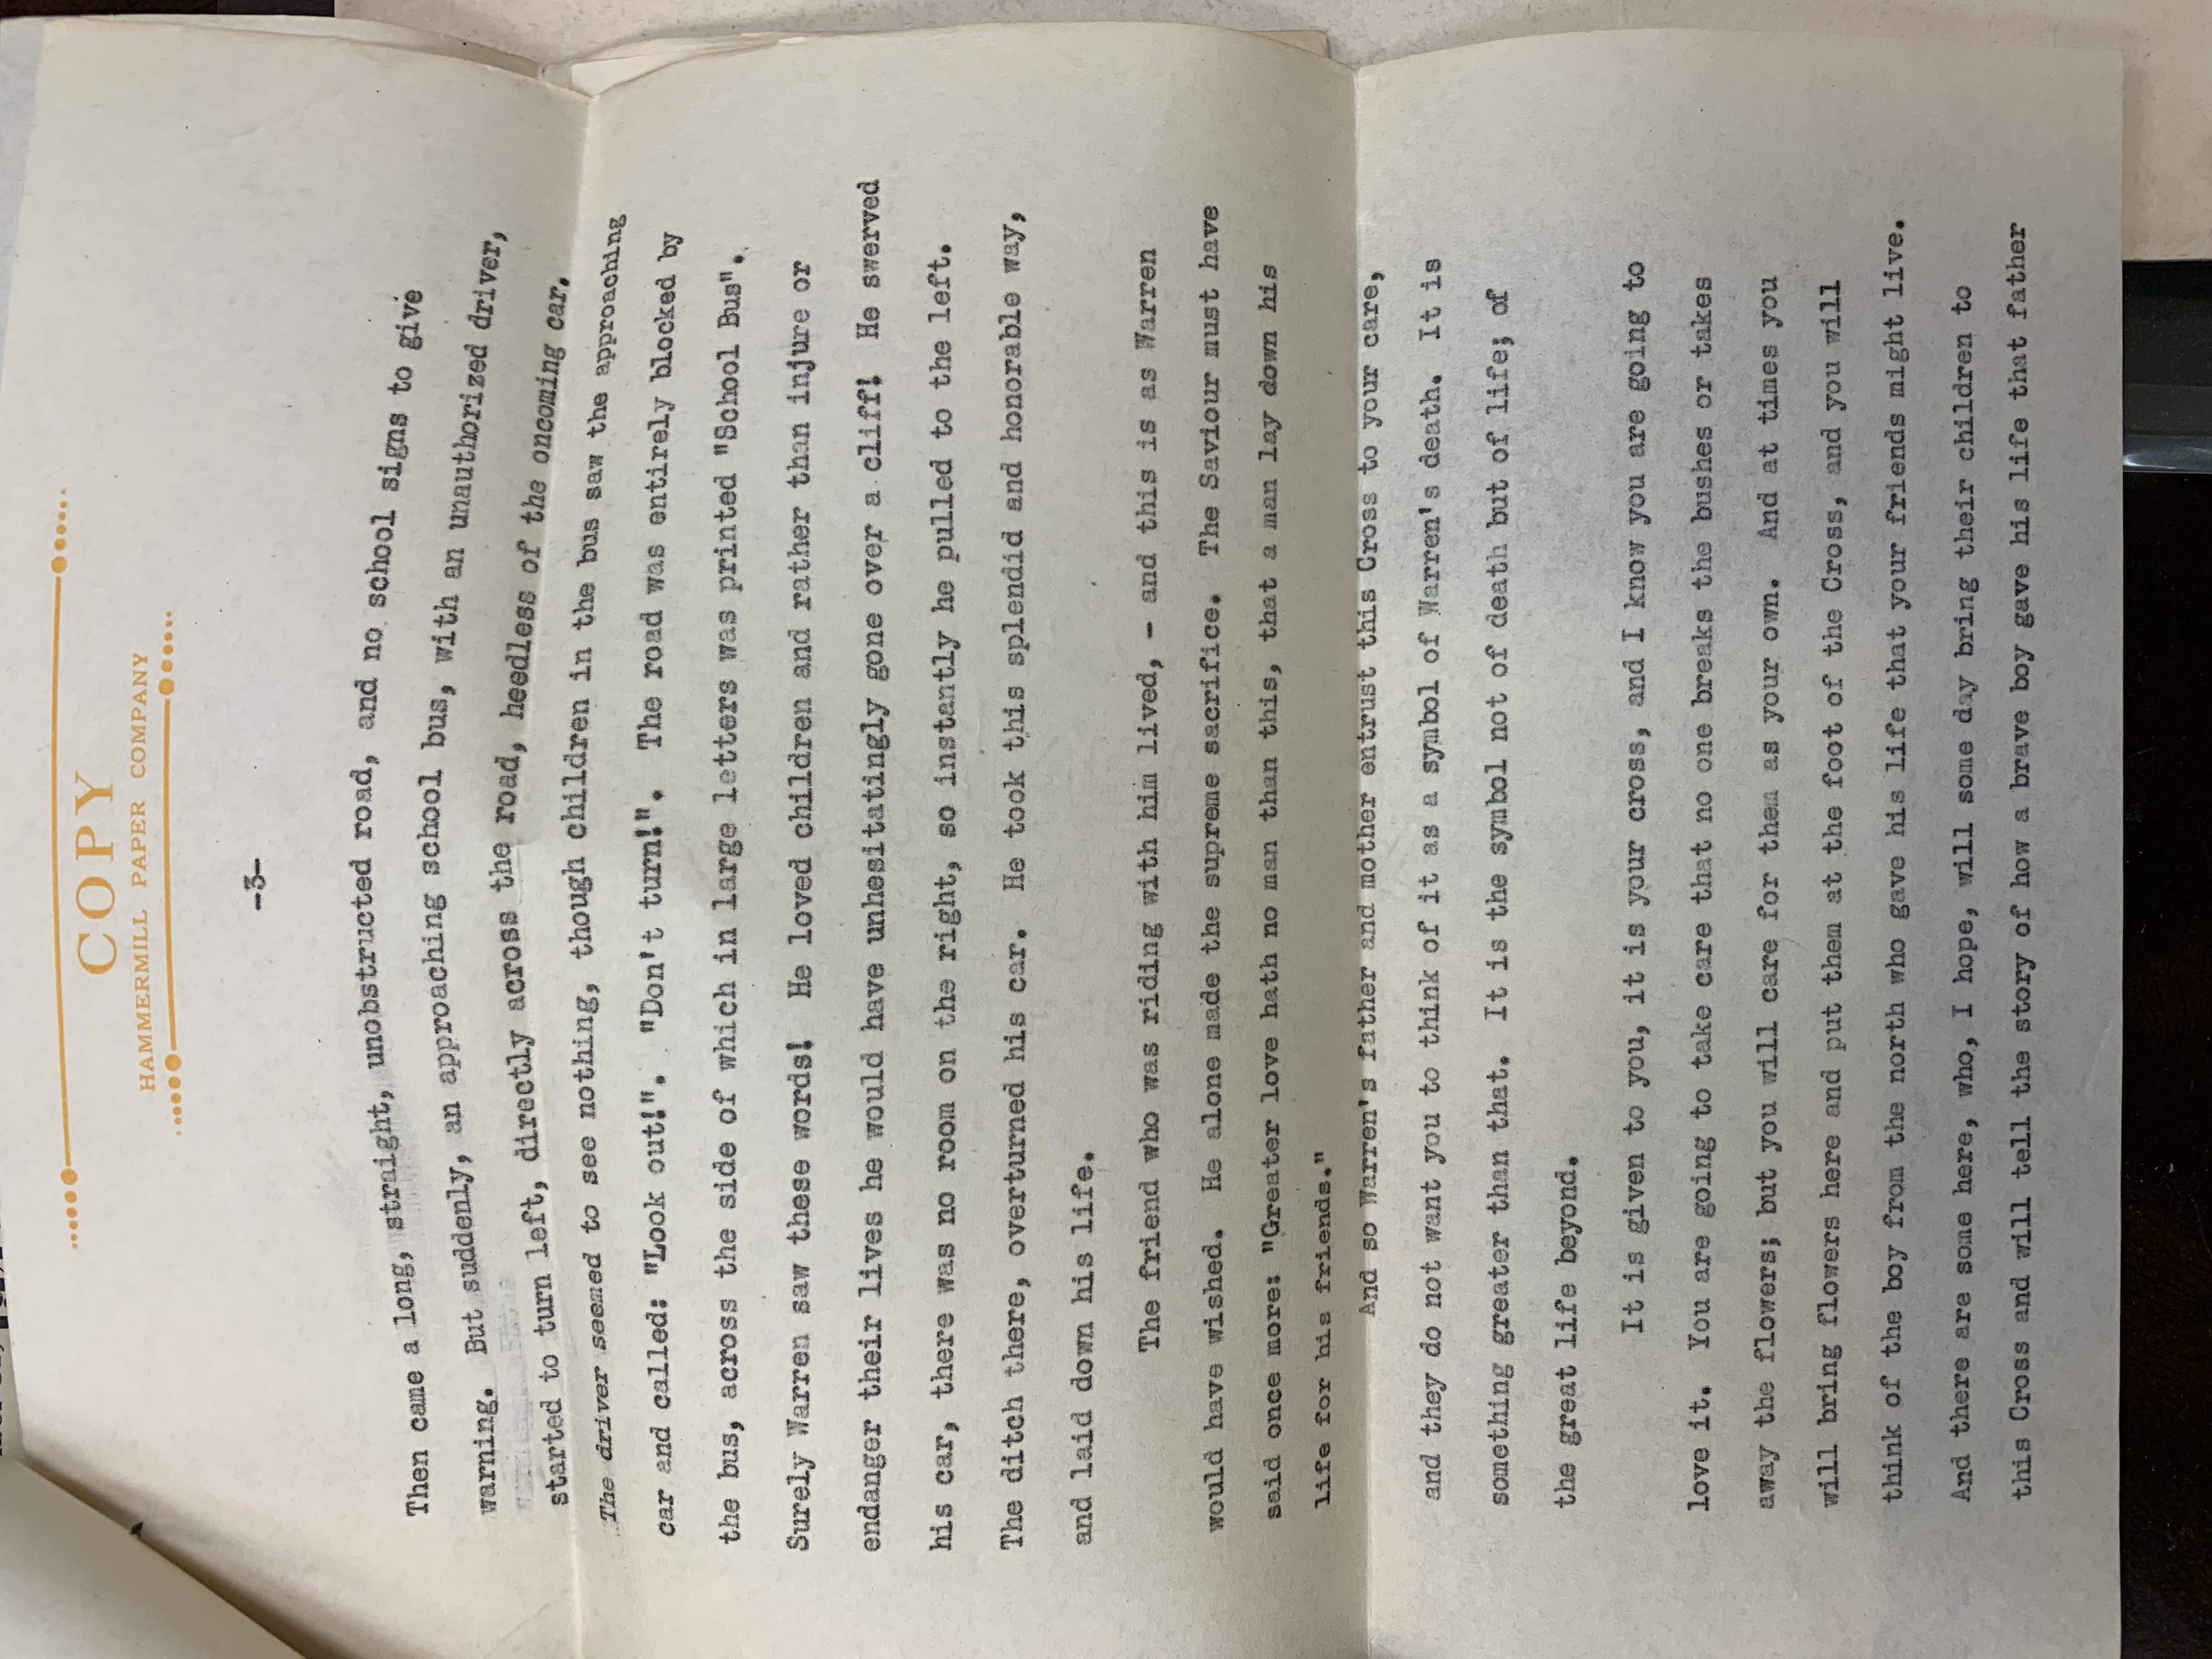 COPY
HAMMERMILL PAPER COMPANY
-3-
Then came a long, straight, unobstructed road, and no school signs to give
warning. But suddenly, an approaching school bus, with an unauthorized driver,
started to turn left, directly across the road, heedless of the oncoming car.
The driver seemed to see nothing, though children in the bus saw the approaching
car and called: "Look out!". "Don't turn!". The road was entirely blocked by
the bus, across the side of which in large letters was printed "School Bus".
Surely Warren saw these words! He loved children and rather than injure or
endanger their lives he would have unhesitatingly gone over a cliff! He swerved
his car, there was no room on the right, so instantly he pulled to the left.
The ditch there, overturned his car. He took this splendid and honorable way,
and laid down his life.
The friend who was riding with him lived, - and this is as Warren
would have wished. He alone made the supreme sacrifice. The Saviour must have
said once more: "Greater love hath no man than this, that a man lay down his
life for his friends."
And so Warren's father and mother entrust this Cross to your care,
and they do not want you to think of it as a symbol of Warren's death. It is
something greater than that. It is the symbol not of death but of life; of
the great life beyond.
It is given to you, it is your cross, and I know you are going to
love it. You are going to take care that no one breaks the bushes or takes
away the flowers; but you will care for them as your own. And at times you
will bring flowers here and put them at the foot of the Cross, and you will
think of the boy from the north who gave his life that your friends might live.
And there are some here, who, I hope, will some day bring their children to
this Cross and will tell the story of how a brave boy gave his life that father